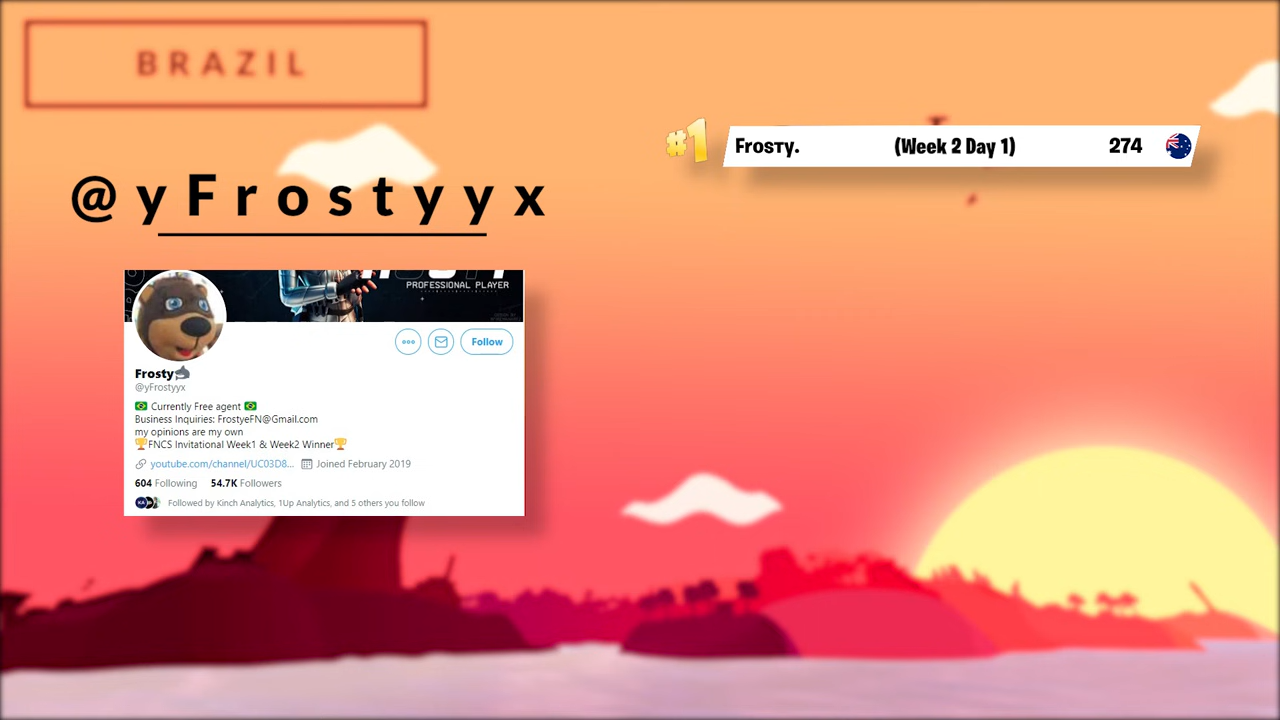 BRAZIL
@yFrostyyx
#1 Frosty. (Week 2 Day 1) 274
PROFESSIONAL PLAYER
Follow
Frosty
@yFrostyyx
Currently Free agent
Business Inquiries: FrostyeFN@Gmail.com
my opinions are my own
FNCS Invitational Week1 & Week2 Winner
youtube.com/channel/UC03D8... Joined February 2019
604 Following 54.7K Followers
Followed by Kinch Analytics, 1Up Analytics, and 5 others you follow